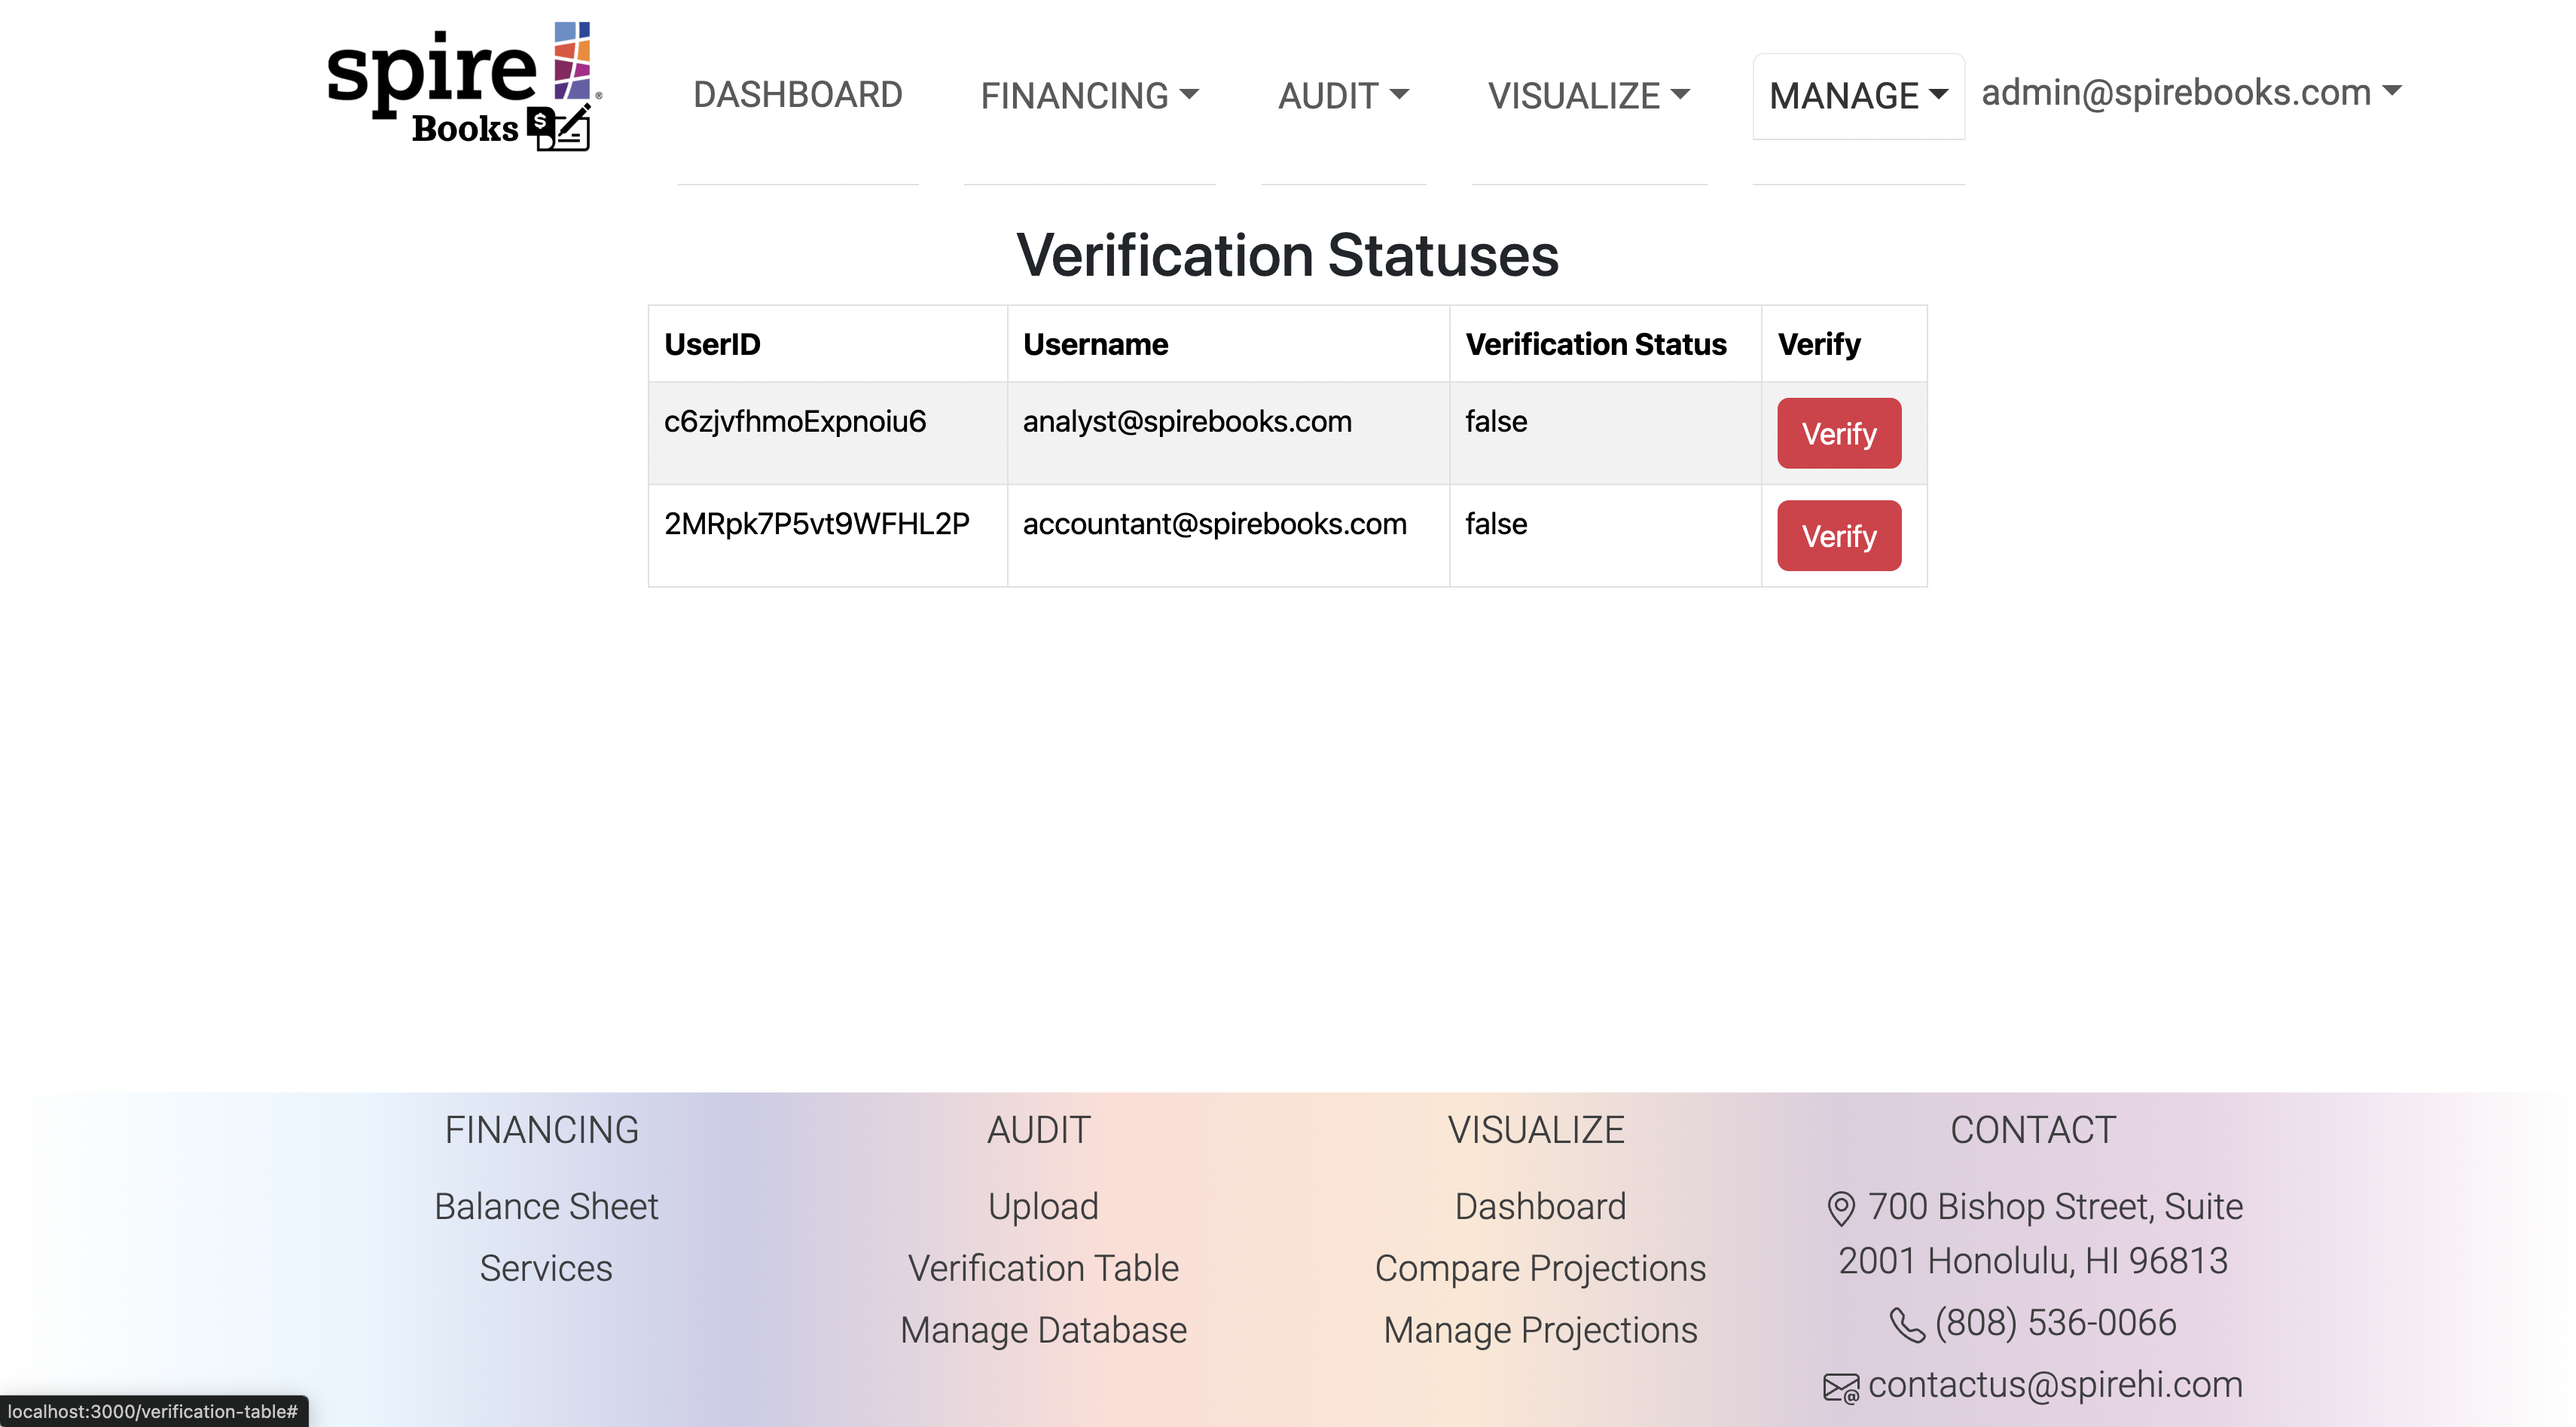 spire
Books
DASHBOARD FINANCING AUDIT VISUALIZE MANAGE admin@spirebooks.com
Verification Statuses
UserID Username Verification Status Verify
c6zjvfhmoExpnoiu6 analyst@spirebooks.com false Verify
2MRpk7P5vt9WFHL2P accountant@spirebooks.com false Verify
FINANCING
Balance Sheet
Services
AUDIT
Upload
Verification Table
Manage Database
VISUALIZE
Dashboard
Compare Projections
Manage Projections
CONTACT
700 Bishop Street, Suite
2001 Honolulu, HI 96813
(808) 536-0066
contactus@spirehi.com
localhost:3000/verification-table#